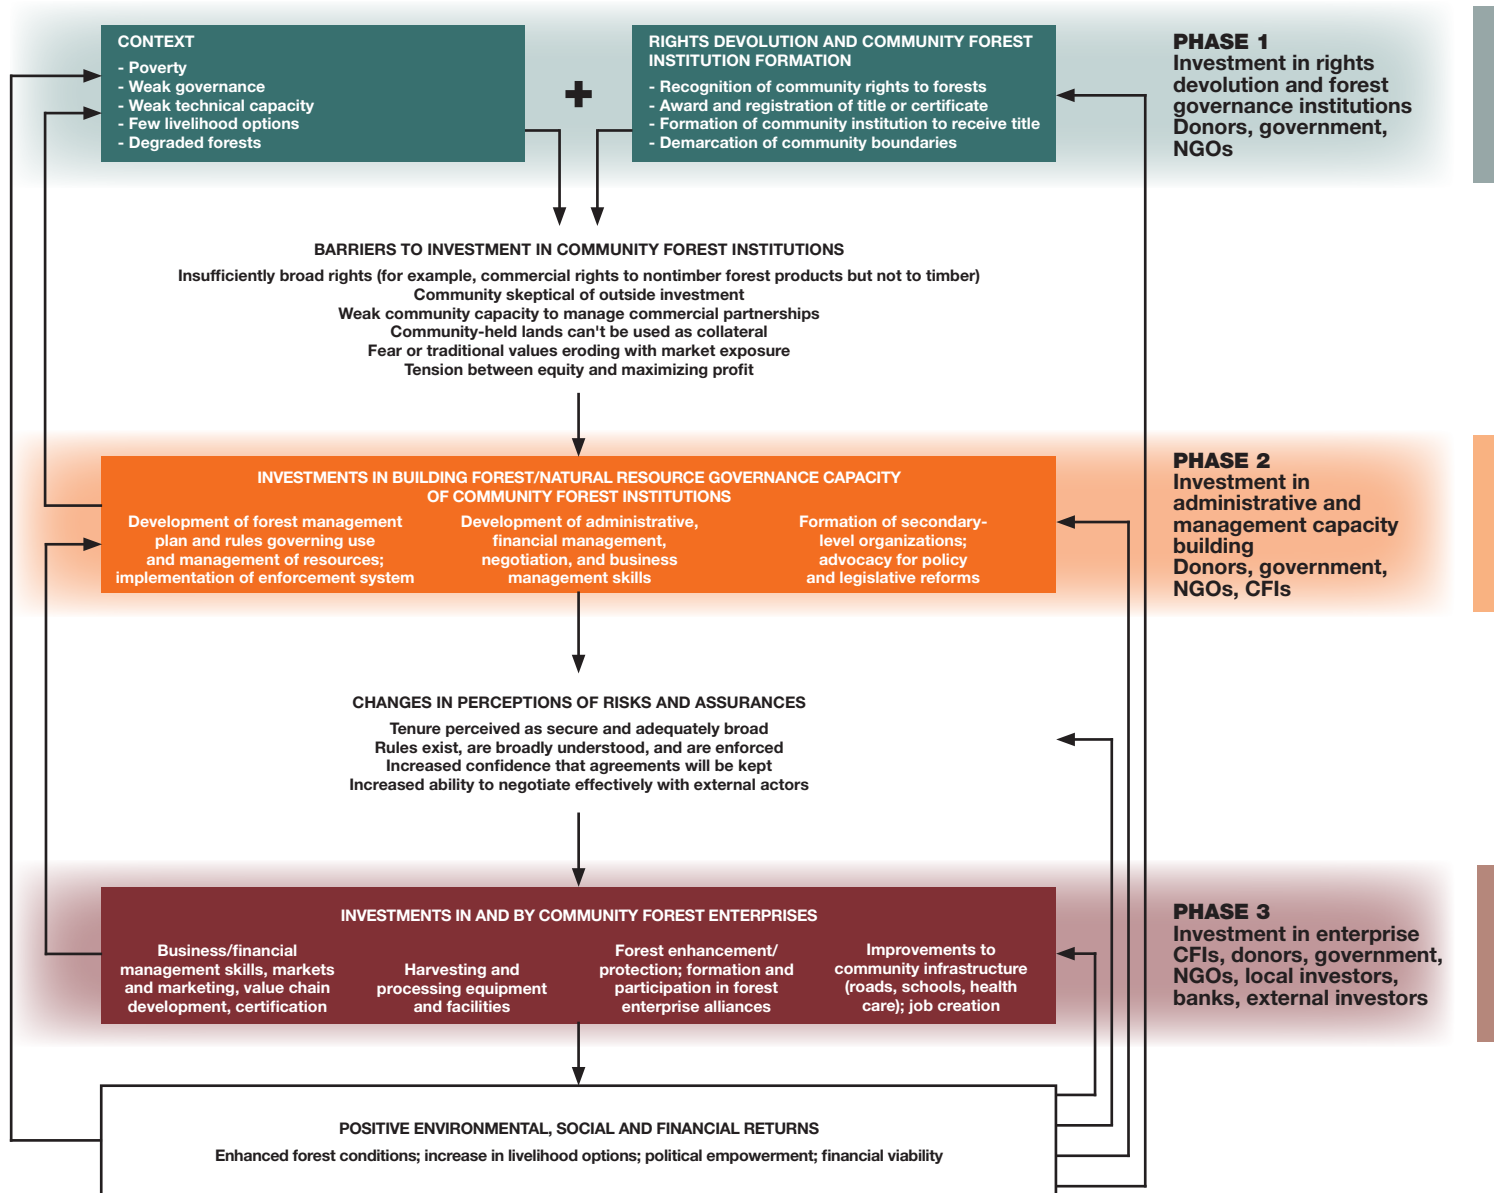 CONTEXT
- Poverty
- Weak governance
- Weak technical capacity
- Few livelihood options
- Degraded forests
+
RIGHTS DEVOLUTION AND COMMUNITY FOREST
INSTITUTION FORMATION
- Recognition of community rights to forests
- Award and registration of title or certificate
- Formation of community institution to receive title
- Demarcation of community boundaries
PHASE 1
Investment in rights
devolution and forest
governance institutions
Donors, government,
NGOs
BARRIERS TO INVESTMENT IN COMMUNITY FOREST INSTITUTIONS
Insufficiently broad rights (for example, commercial rights to nontimber forest products but not to timber)
Community skeptical of outside investment
Weak community capacity to manage commercial partnerships
Community-held lands can't be used as collateral
Fear or traditional values eroding with market exposure
Tension between equity and maximizing profit
INVESTMENTS IN BUILDING FOREST/NATURAL RESOURCE GOVERNANCE CAPACITY
OF COMMUNITY FOREST INSTITUTIONS
Development of forest management
plan and rules governing use
and management of resources;
implementation of enforcement system
Development of administrative,
financial management,
negotiation, and business
management skills
Formation of secondary-
level organizations;
advocacy for policy
and legislative reforms
PHASE 2
Investment in
administrative and
management capacity
building
Donors, government,
NGOs, CFIs
CHANGES IN PERCEPTIONS OF RISKS AND ASSURANCES
Tenure perceived as secure and adequately broad
Rules exist, are broadly understood, and are enforced
Increased confidence that agreements will be kept
Increased ability to negotiate effectively with external actors
INVESTMENTS IN AND BY COMMUNITY FOREST ENTERPRISES
Business/financial
management skills, markets
and marketing, value chain
development, certification
Harvesting and
processing equipment
and facilities
Forest enhancement/
protection; formation and
participation in forest
enterprise alliances
Improvements to
community infrastructure
(roads, schools, health
care); job creation
PHASE 3
Investment in enterprise
CFIs, donors, government,
NGOs, local investors,
banks, external investors
POSITIVE ENVIRONMENTAL, SOCIAL AND FINANCIAL RETURNS
Enhanced forest conditions; increase in livelihood options; political empowerment; financial viability